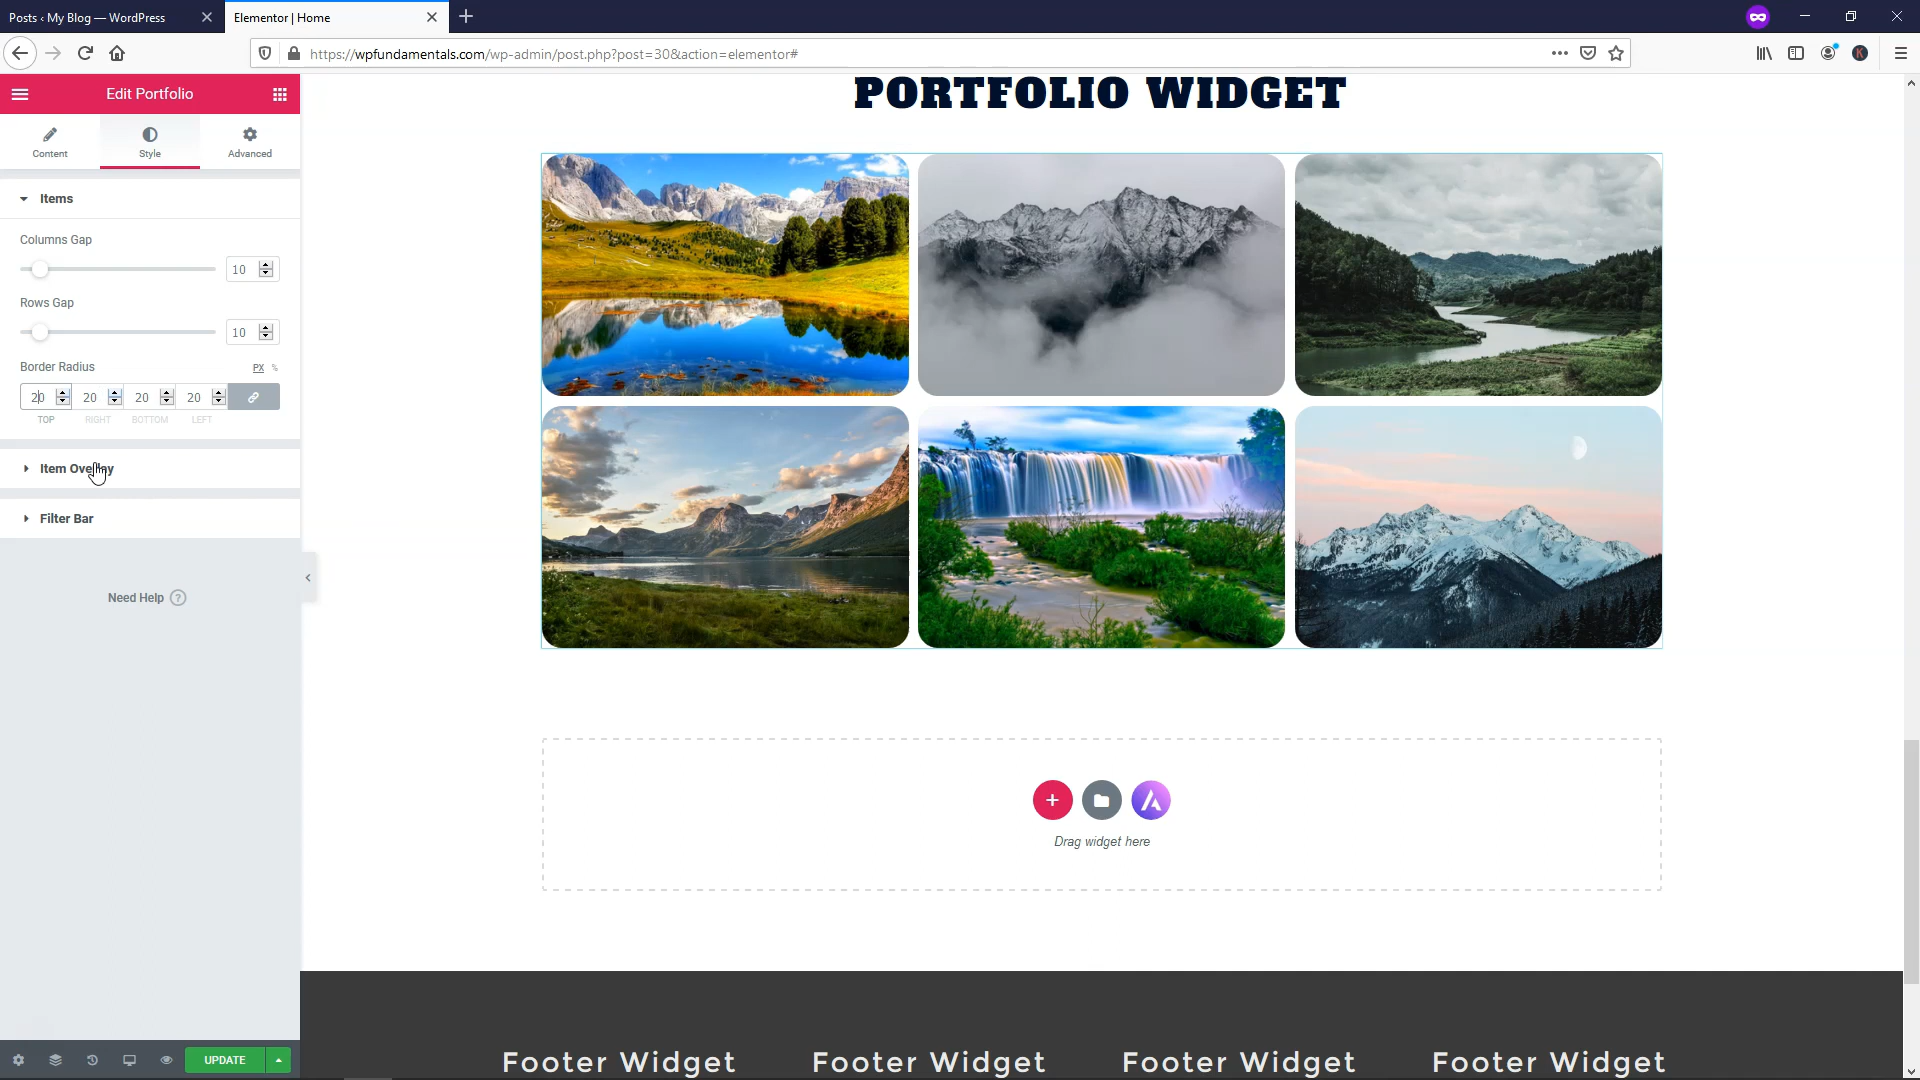 Posts ‹ My Blog — WordPress
Elementor | Home
https://wpfundamentals.com/wp-admin/post.php?post=30&action=elementor#
Edit Portfolio
Content
Style
Advanced
Items
Columns Gap
10
Rows Gap
10
Border Radius
PX %
20 20 20 20
TOP RIGHT BOTTOM LEFT
Item Overlay
Filter Bar
Need Help ?
UPDATE
PORTFOLIO WIDGET
Drag widget here
Footer Widget
Footer Widget
Footer Widget
Footer Widget
K